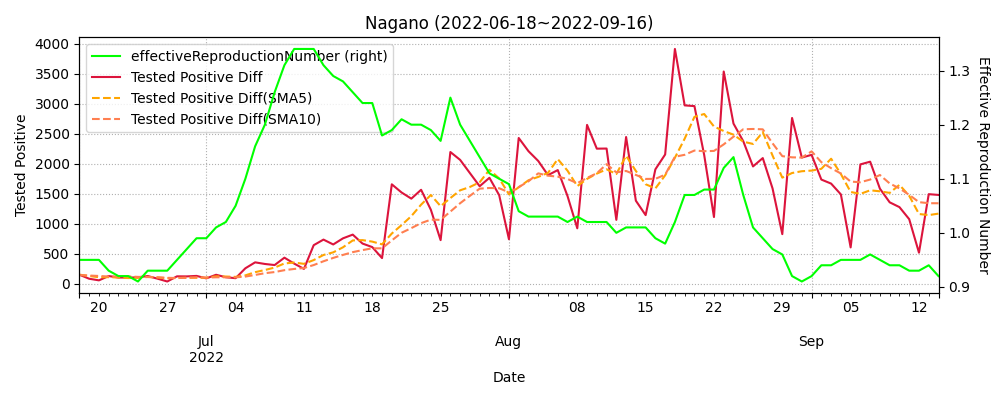 Nagano (2022-06-18~2022-09-16)
effectiveReproductionNumber (right)
Tested Positive Diff
Tested Positive Diff(SMA5)
Tested Positive Diff(SMA10)
Tested Positive
4000
3500
3000
2500
2000
1500
1000
500
0
Effective Reproduction Number
1.3
1.2
1.1
1.0
0.9
20 27 04 11 18 25 08 15 22 29 05 12
Jul Aug Sep
2022
Date